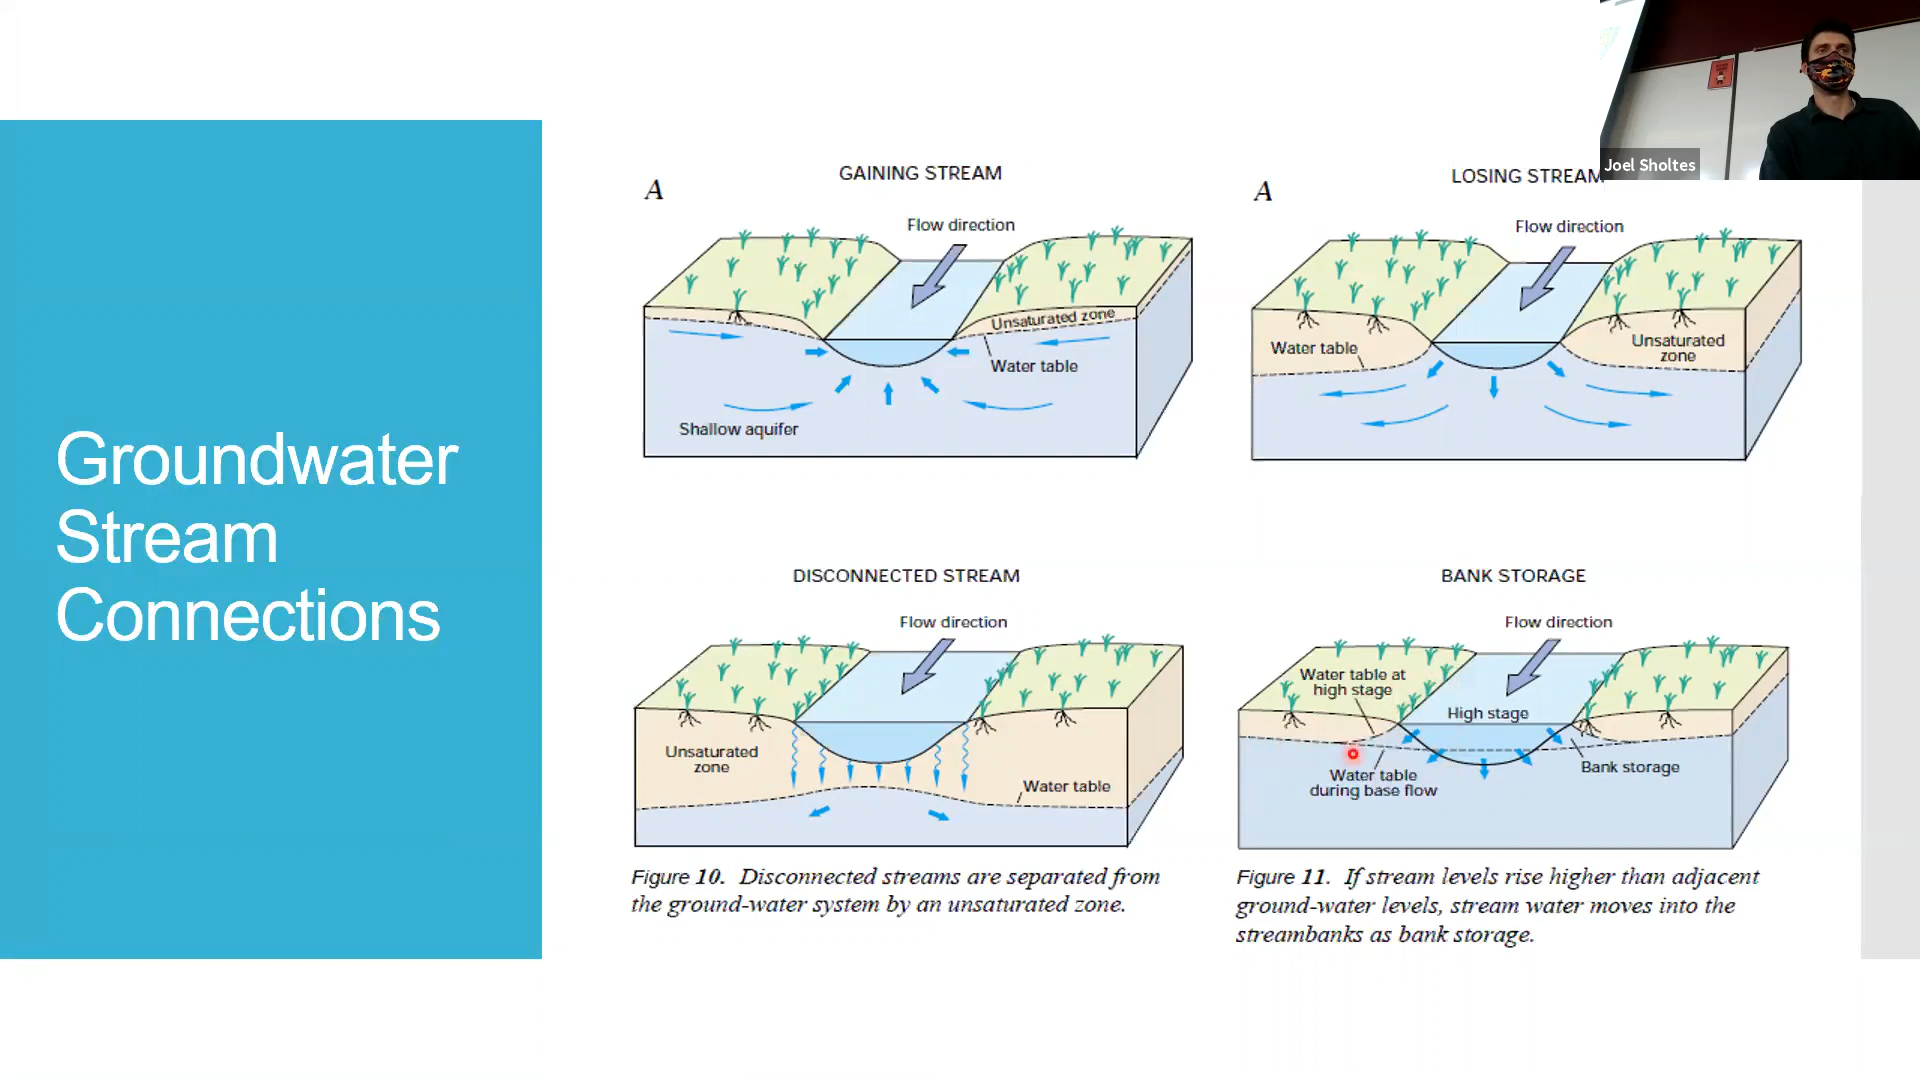 Groundwater
Stream
Connections
A
GAINING STREAM
Flow direction
Unsaturated zone
Water table
Shallow aquifer
A
LOSING STREAM
Flow direction
Water table
Unsaturated
zone
DISCONNECTED STREAM
Flow direction
Unsaturated
zone
Water table
Figure 10. Disconnected streams are separated from
the ground-water system by an unsaturated zone.
BANK STORAGE
Flow direction
Water table at
high stage
High stage
Water table
during base flow
Bank storage
Figure 11. If stream levels rise higher than adjacent
ground-water levels, stream water moves into the
streambanks as bank storage.
Joel Sholtes